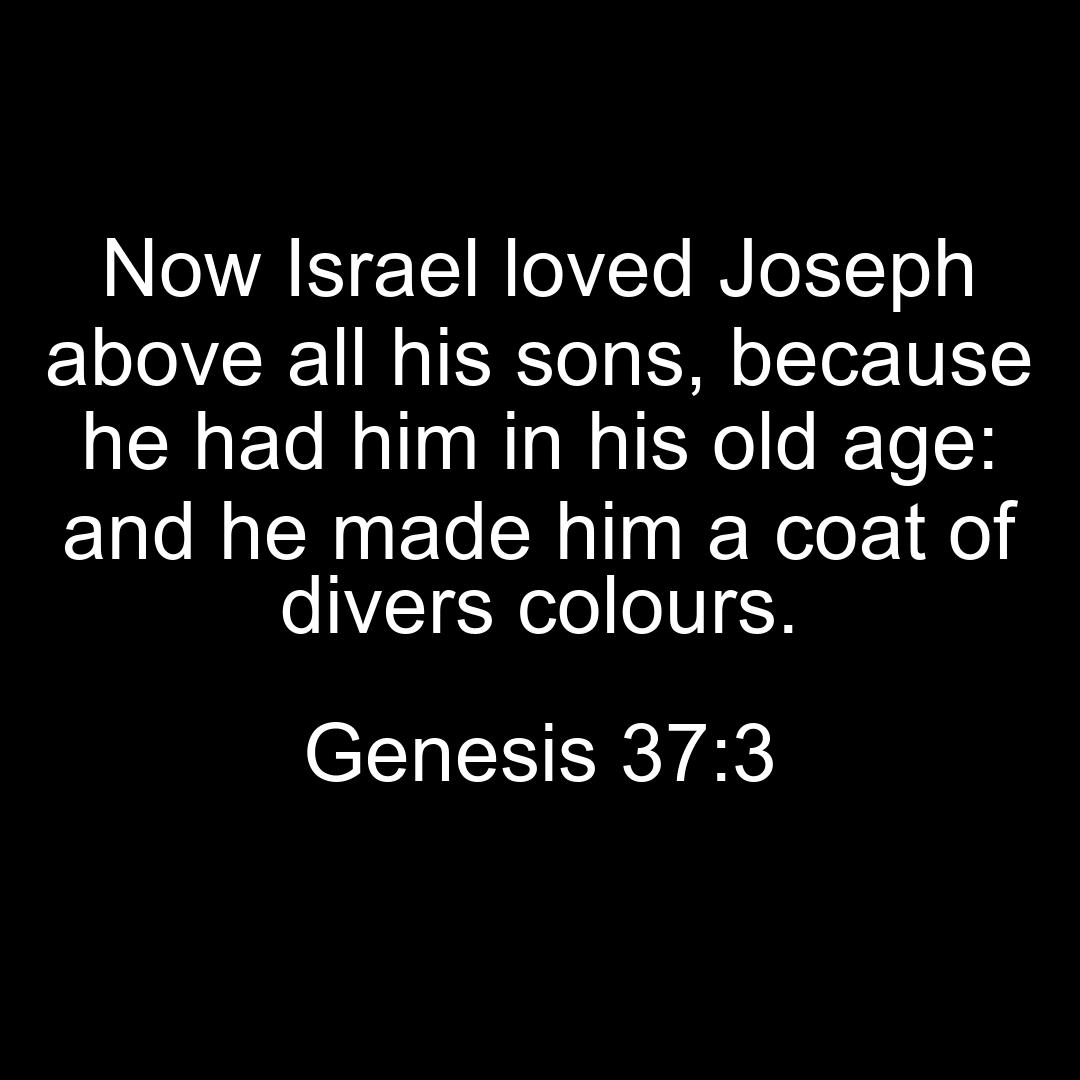 Now Israel loved Joseph
above all his sons, because
he had him in his old age:
and he made him a coat of
divers colours.
Genesis 37:3